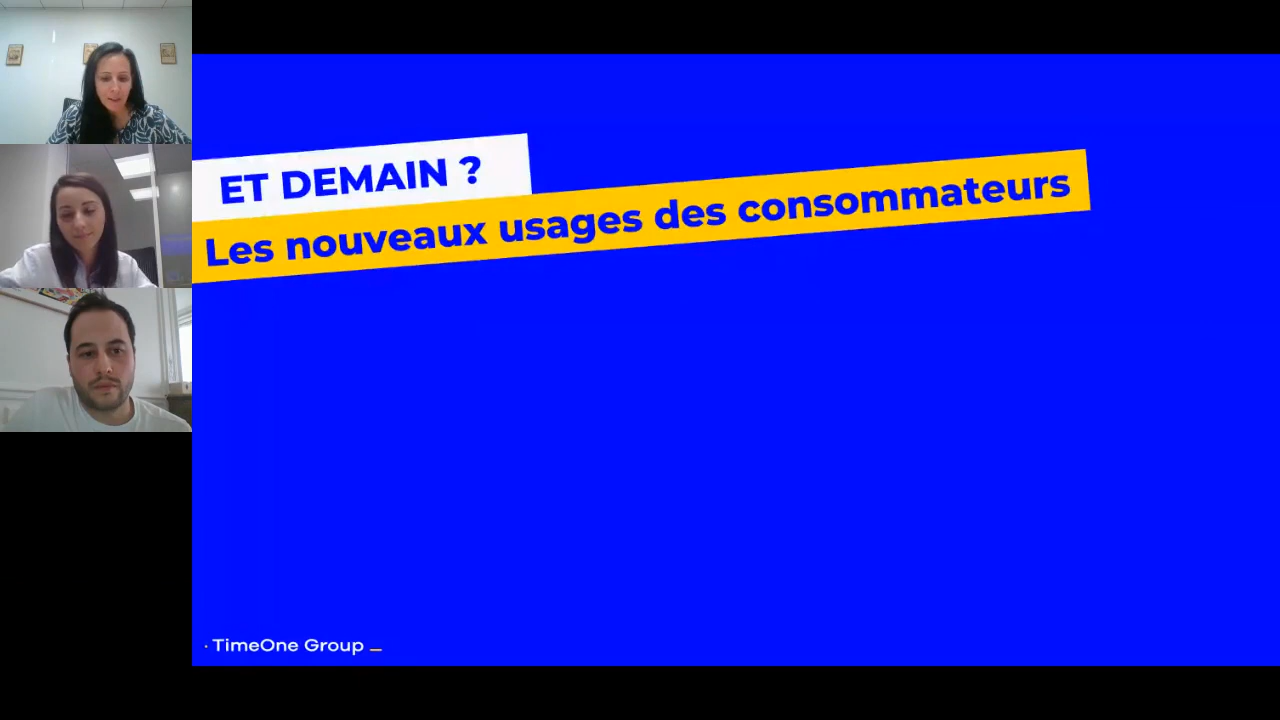 ET DEMAIN ?
Les nouveaux usages des consommateurs
· TimeOne Group _